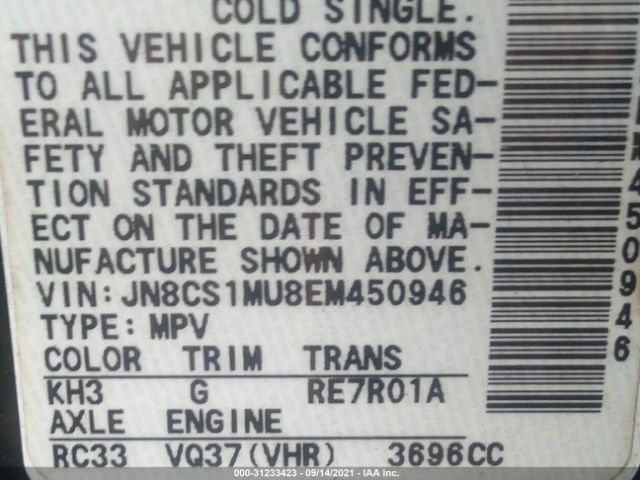 COLD SINGLE.
THIS VEHICLE CONFORMS
TO ALL APPLICABLE FED-
ERAL MOTOR VEHICLE SA-
FETY AND THEFT PREVEN-
TION STANDARDS IN EFF-
ECT ON THE DATE OF MA-
NUFACTURE SHOWN ABOVE.
VIN: JN8CS1MU8EM450946
TYPE: MPV
COLOR TRIM TRANS
KH3 G RE7R01A
AXLE ENGINE
RC33 VQ37(VHR) 3696CC
M450946
000-31233423 - 09/14/2021 - IAA Inc.